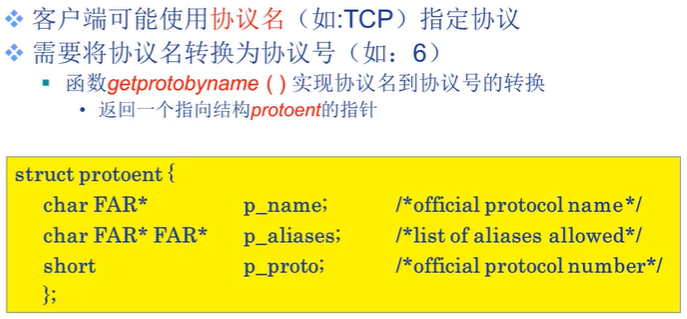 ❖ 客户端可能使用协议名（如:TCP）指定协议
❖ 需要将协议名转换为协议号（如：6）
▪ 函数getprotobyname ( ) 实现协议名到协议号的转换
• 返回一个指向结构protoent的指针
struct protoent {
char FAR* p_name; /*official protocol name*/
char FAR* FAR* p_aliases; /*list of aliases allowed*/
short p_proto; /*official protocol number*/
};